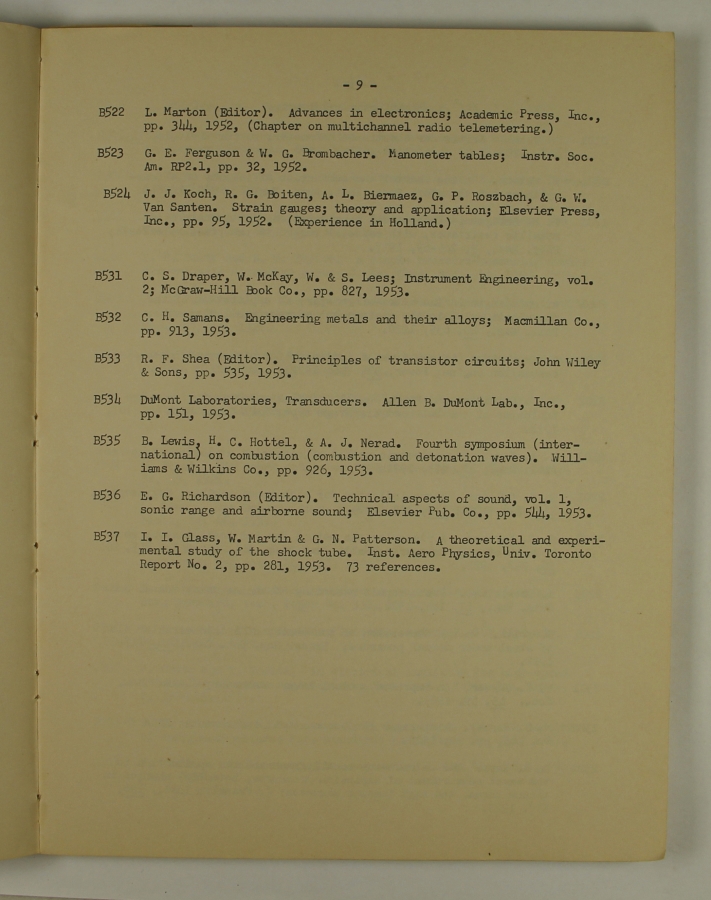 - 9 -
B522 L. Marton (Editor). Advances in electronics; Academic Press, Inc.,
pp. 344, 1952, (Chapter on multichannel radio telemetering.)
B523 G. E. Ferguson & W. G. Brombacher. Manometer tables; Instr. Soc.
Am. RP2.1, pp. 32, 1952.
B524 J. J. Koch, R. G. Boiten, A. L. Biermaez, G. P. Roszbach, & G. W.
Van Santen. Strain gauges; theory and application; Elsevier Press,
Inc., pp. 95, 1952. (Experience in Holland.)
B531 C. S. Draper, W. McKay, W. & S. Lees; Instrument Engineering, vol.
2; McGraw-Hill Book Co., pp. 827, 1953.
B532 C. H. Samans. Engineering metals and their alloys; Macmillan Co.,
pp. 913, 1953.
B533 R. F. Shea (Editor). Principles of transistor circuits; John Wiley
& Sons, pp. 535, 1953.
B534 DuMont Laboratories, Transducers. Allen B. DuMont Lab., Inc.,
pp. 151, 1953.
B535 B. Lewis, H. C. Hottel, & A. J. Nerad. Fourth symposium (inter-
national) on combustion (combustion and detonation waves). Will-
iams & Wilkins Co., pp. 926, 1953.
B536 E. G. Richardson (Editor). Technical aspects of sound, vol. 1,
sonic range and airborne sound; Elsevier Pub. Co., pp. 544, 1953.
B537 I. I. Glass, W. Martin & G. N. Patterson. A theoretical and experi-
mental study of the shock tube. Inst. Aero Physics, Univ. Toronto
Report No. 2, pp. 281, 1953. 73 references.